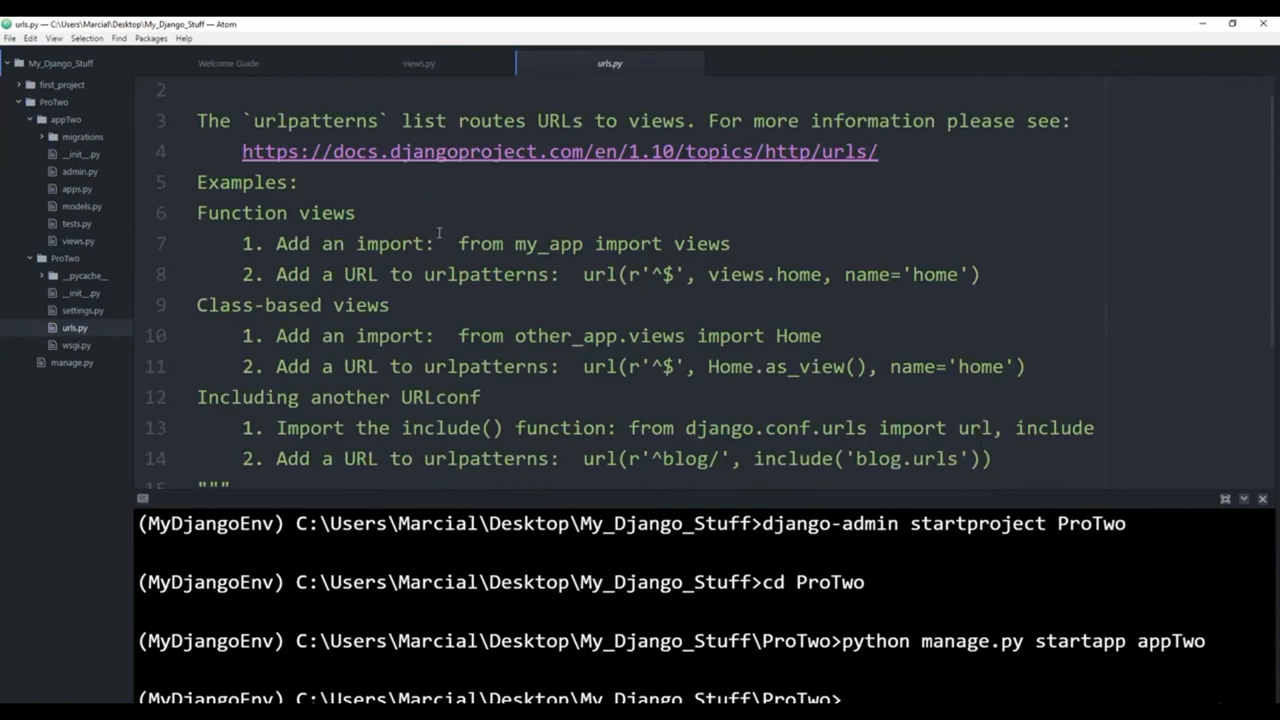 urls.py — C:\Users\Marcial\Desktop\My_Django_Stuff — Atom
File Edit View Selection Find Packages Help
My_Django_Stuff
first_project
ProTwo
appTwo
migrations
__init__.py
admin.py
apps.py
models.py
tests.py
views.py
ProTwo
__pycache__
__init__.py
settings.py
urls.py
wsgi.py
manage.py
Welcome Guide views.py urls.py
2
3 The `urlpatterns` list routes URLs to views. For more information please see:
4 https://docs.djangoproject.com/en/1.10/topics/http/urls/
5 Examples:
6 Function views
7 1. Add an import:  from my_app import views
8 2. Add a URL to urlpatterns:  url(r'^$', views.home, name='home')
9 Class-based views
10 1. Add an import:  from other_app.views import Home
11 2. Add a URL to urlpatterns:  url(r'^$', Home.as_view(), name='home')
12 Including another URLconf
13 1. Import the include() function: from django.conf.urls import url, include
14 2. Add a URL to urlpatterns:  url(r'^blog/', include('blog.urls'))
15 """
(MyDjangoEnv) C:\Users\Marcial\Desktop\My_Django_Stuff>django-admin startproject ProTwo
(MyDjangoEnv) C:\Users\Marcial\Desktop\My_Django_Stuff>cd ProTwo
(MyDjangoEnv) C:\Users\Marcial\Desktop\My_Django_Stuff\ProTwo>python manage.py startapp appTwo
(MyDjangoEnv) C:\Users\Marcial\Desktop\My_Django_Stuff\ProTwo>